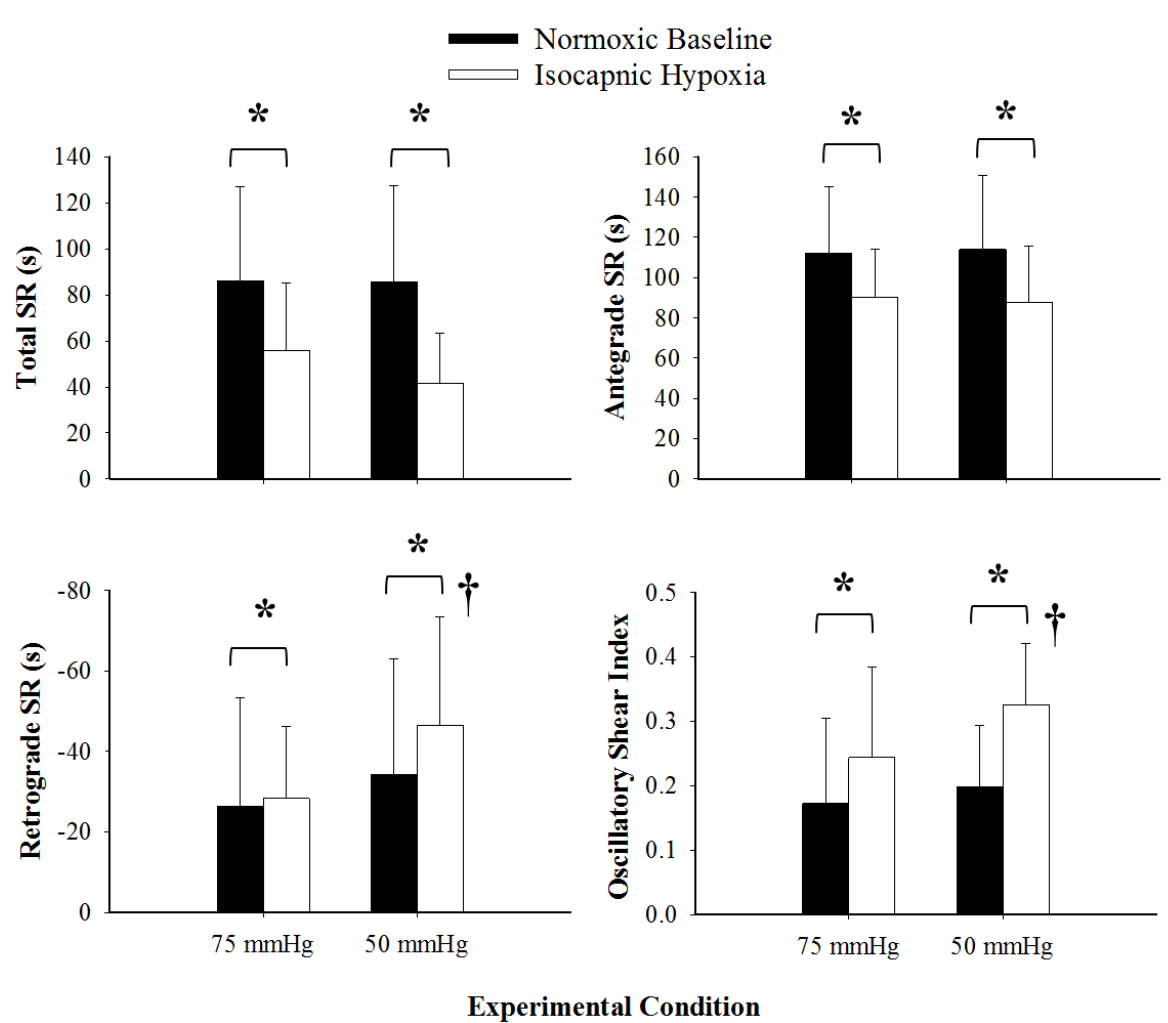 Normoxic Baseline
Isocapnic Hypoxia
* *
140
120
100
80
60
40
20
0
Total SR (s)
* *
160
140
120
100
80
60
40
20
0
Antegrade SR (s)
* * †
-80
-60
-40
-20
0
Retrograde SR (s)
75 mmHg 50 mmHg
* * †
0.5
0.4
0.3
0.2
0.1
0.0
Oscillatory Shear Index
75 mmHg 50 mmHg
Experimental Condition